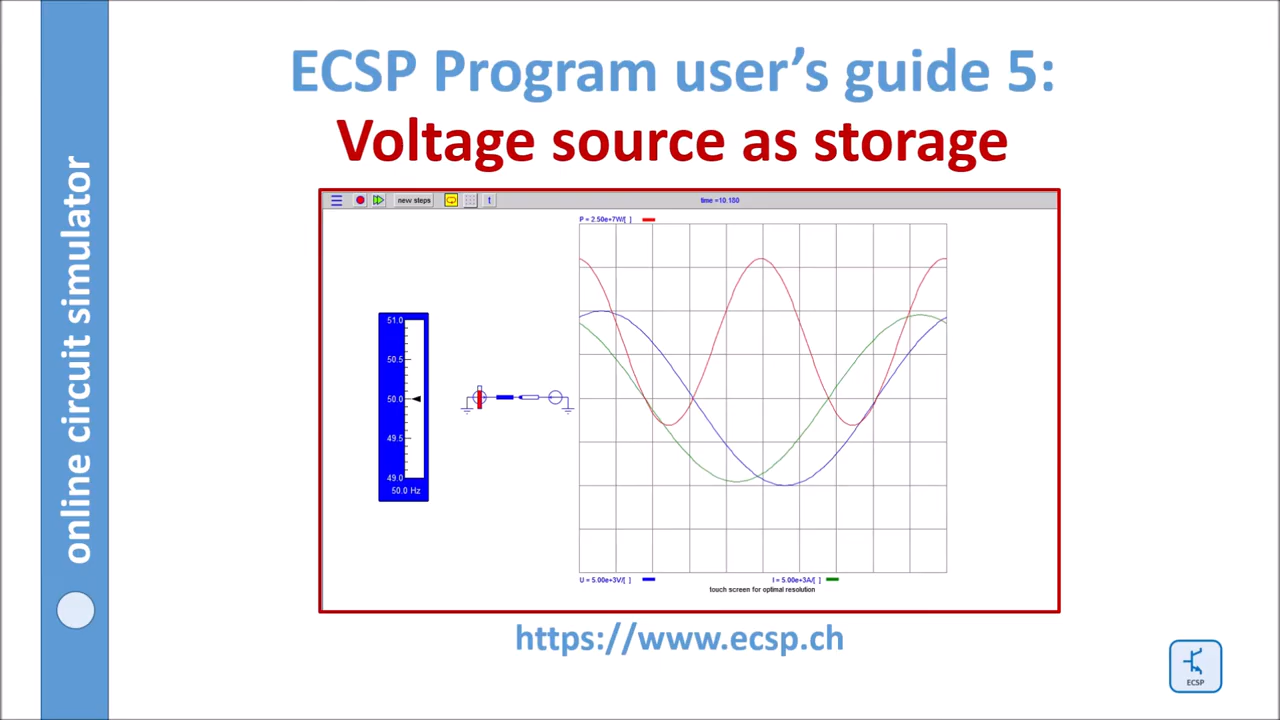 ECSP Program user’s guide 5:
Voltage source as storage
online circuit simulator
new steps
t
time =10.180
P = 2.50e+7W/[ ]
51.0
50.5
50.0
49.5
49.0
50.0 Hz
U = 5.00e+3V/[ ]
I = 5.00e+3A/[ ]
touch screen for optimal resolution
https://www.ecsp.ch
ECSP